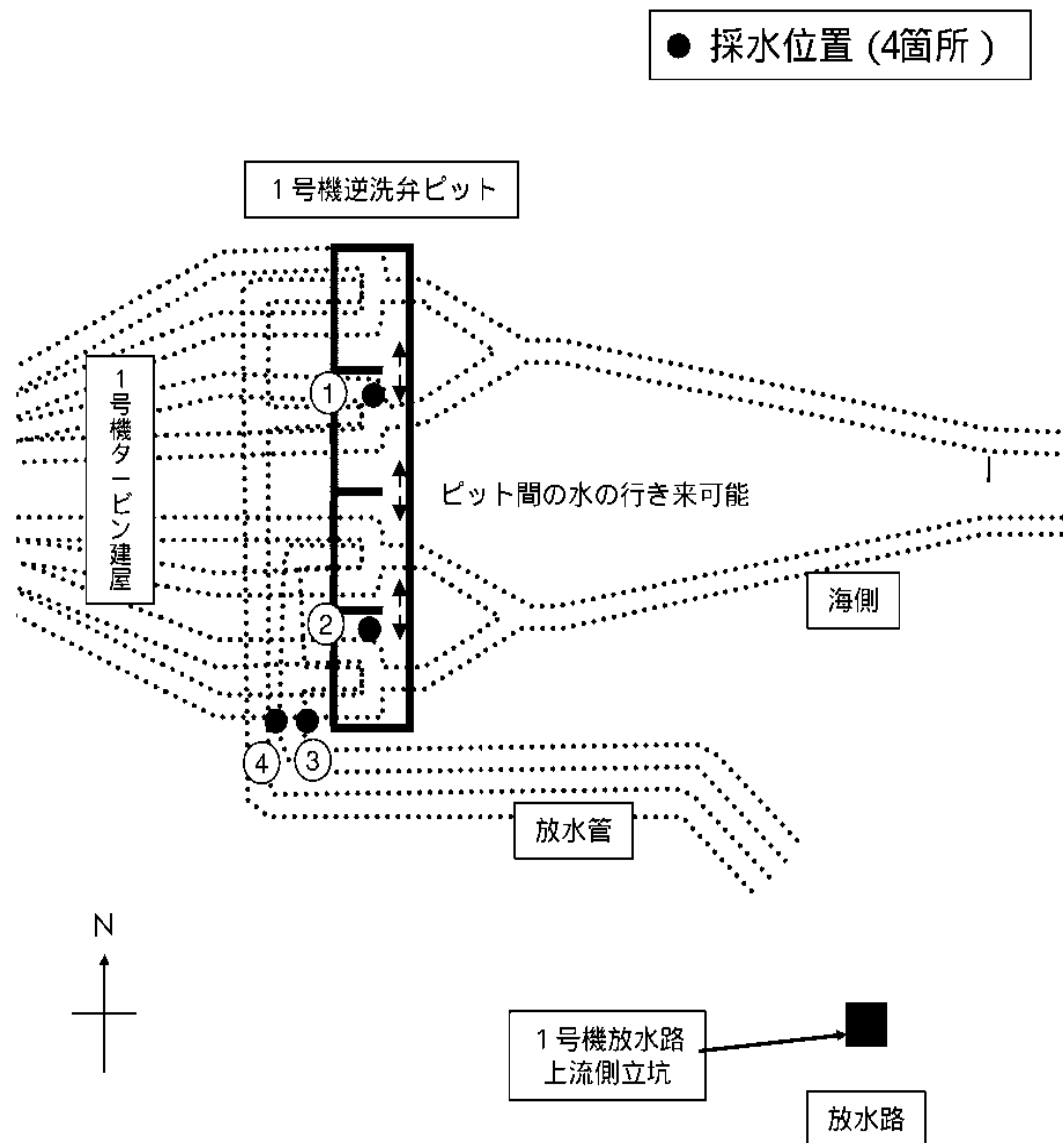 ● 採水位置 (4箇所 )
1号機逆洗弁ピット
1号機タービン建屋
①
ピット間の水の行き来可能
②
海側
④
③
放水管
N
1号機放水路
上流側立坑
放水路